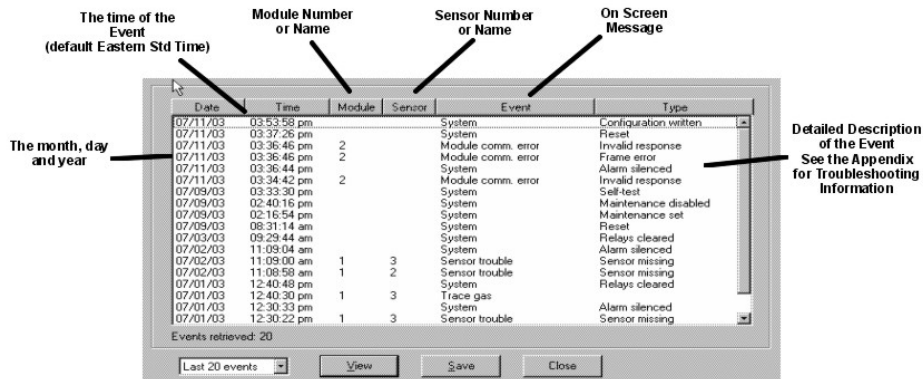 The time of the
Event
(default Eastern Std Time)
Module Number
or Name
Sensor Number
or Name
On Screen
Message
The month, day
and year
Date Time Module Sensor Event Type
07/11/03 03:53:58 pm System Configuration written
07/11/03 03:37:26 pm System Reset
07/11/03 03:36:46 pm 2 Module comm. error Invalid response
07/11/03 03:36:46 pm 2 Module comm. error Frame error
07/11/03 03:36:44 pm System Alarm silenced
07/11/03 03:34:42 pm 2 Module comm. error Invalid response
07/09/03 03:33:30 pm System Self-test
07/09/03 02:40:16 pm System Maintenance disabled
07/09/03 02:16:54 pm System Maintenance set
07/09/03 08:31:14 am System Reset
07/03/03 09:29:44 am System Relays cleared
07/02/03 11:09:04 am System Alarm silenced
07/02/03 11:09:00 am 1 3 Sensor trouble Sensor missing
07/02/03 11:08:58 am 1 2 Sensor trouble Sensor missing
07/01/03 12:40:48 pm System Relays cleared
07/01/03 12:40:30 pm 1 3 Trace gas
07/01/03 12:30:33 pm System Alarm silenced
07/01/03 12:30:22 pm 1 3 Sensor trouble Sensor missing
Detailed Description
of the Event
See the Appendix
for Troubleshooting
Information
Events retrieved: 20
Last 20 events View Save Close